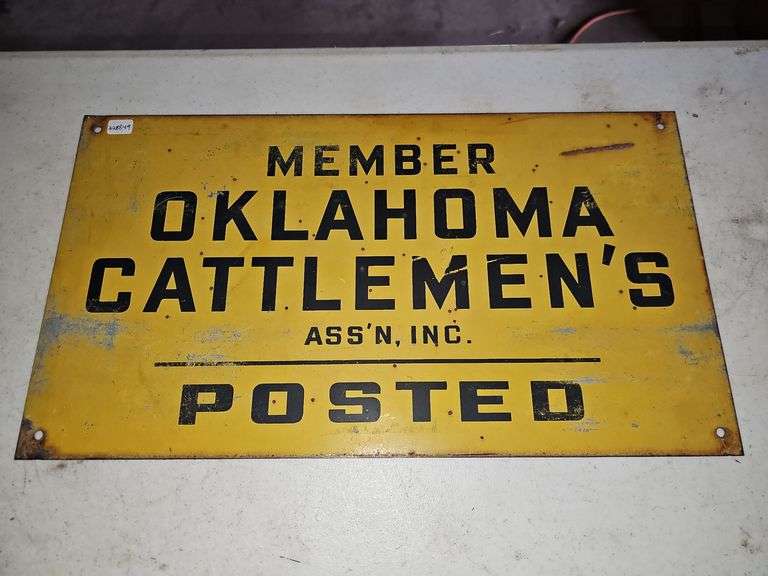 MEMBER
OKLAHOMA
CATTLEMEN'S
ASS'N, INC.
POSTED